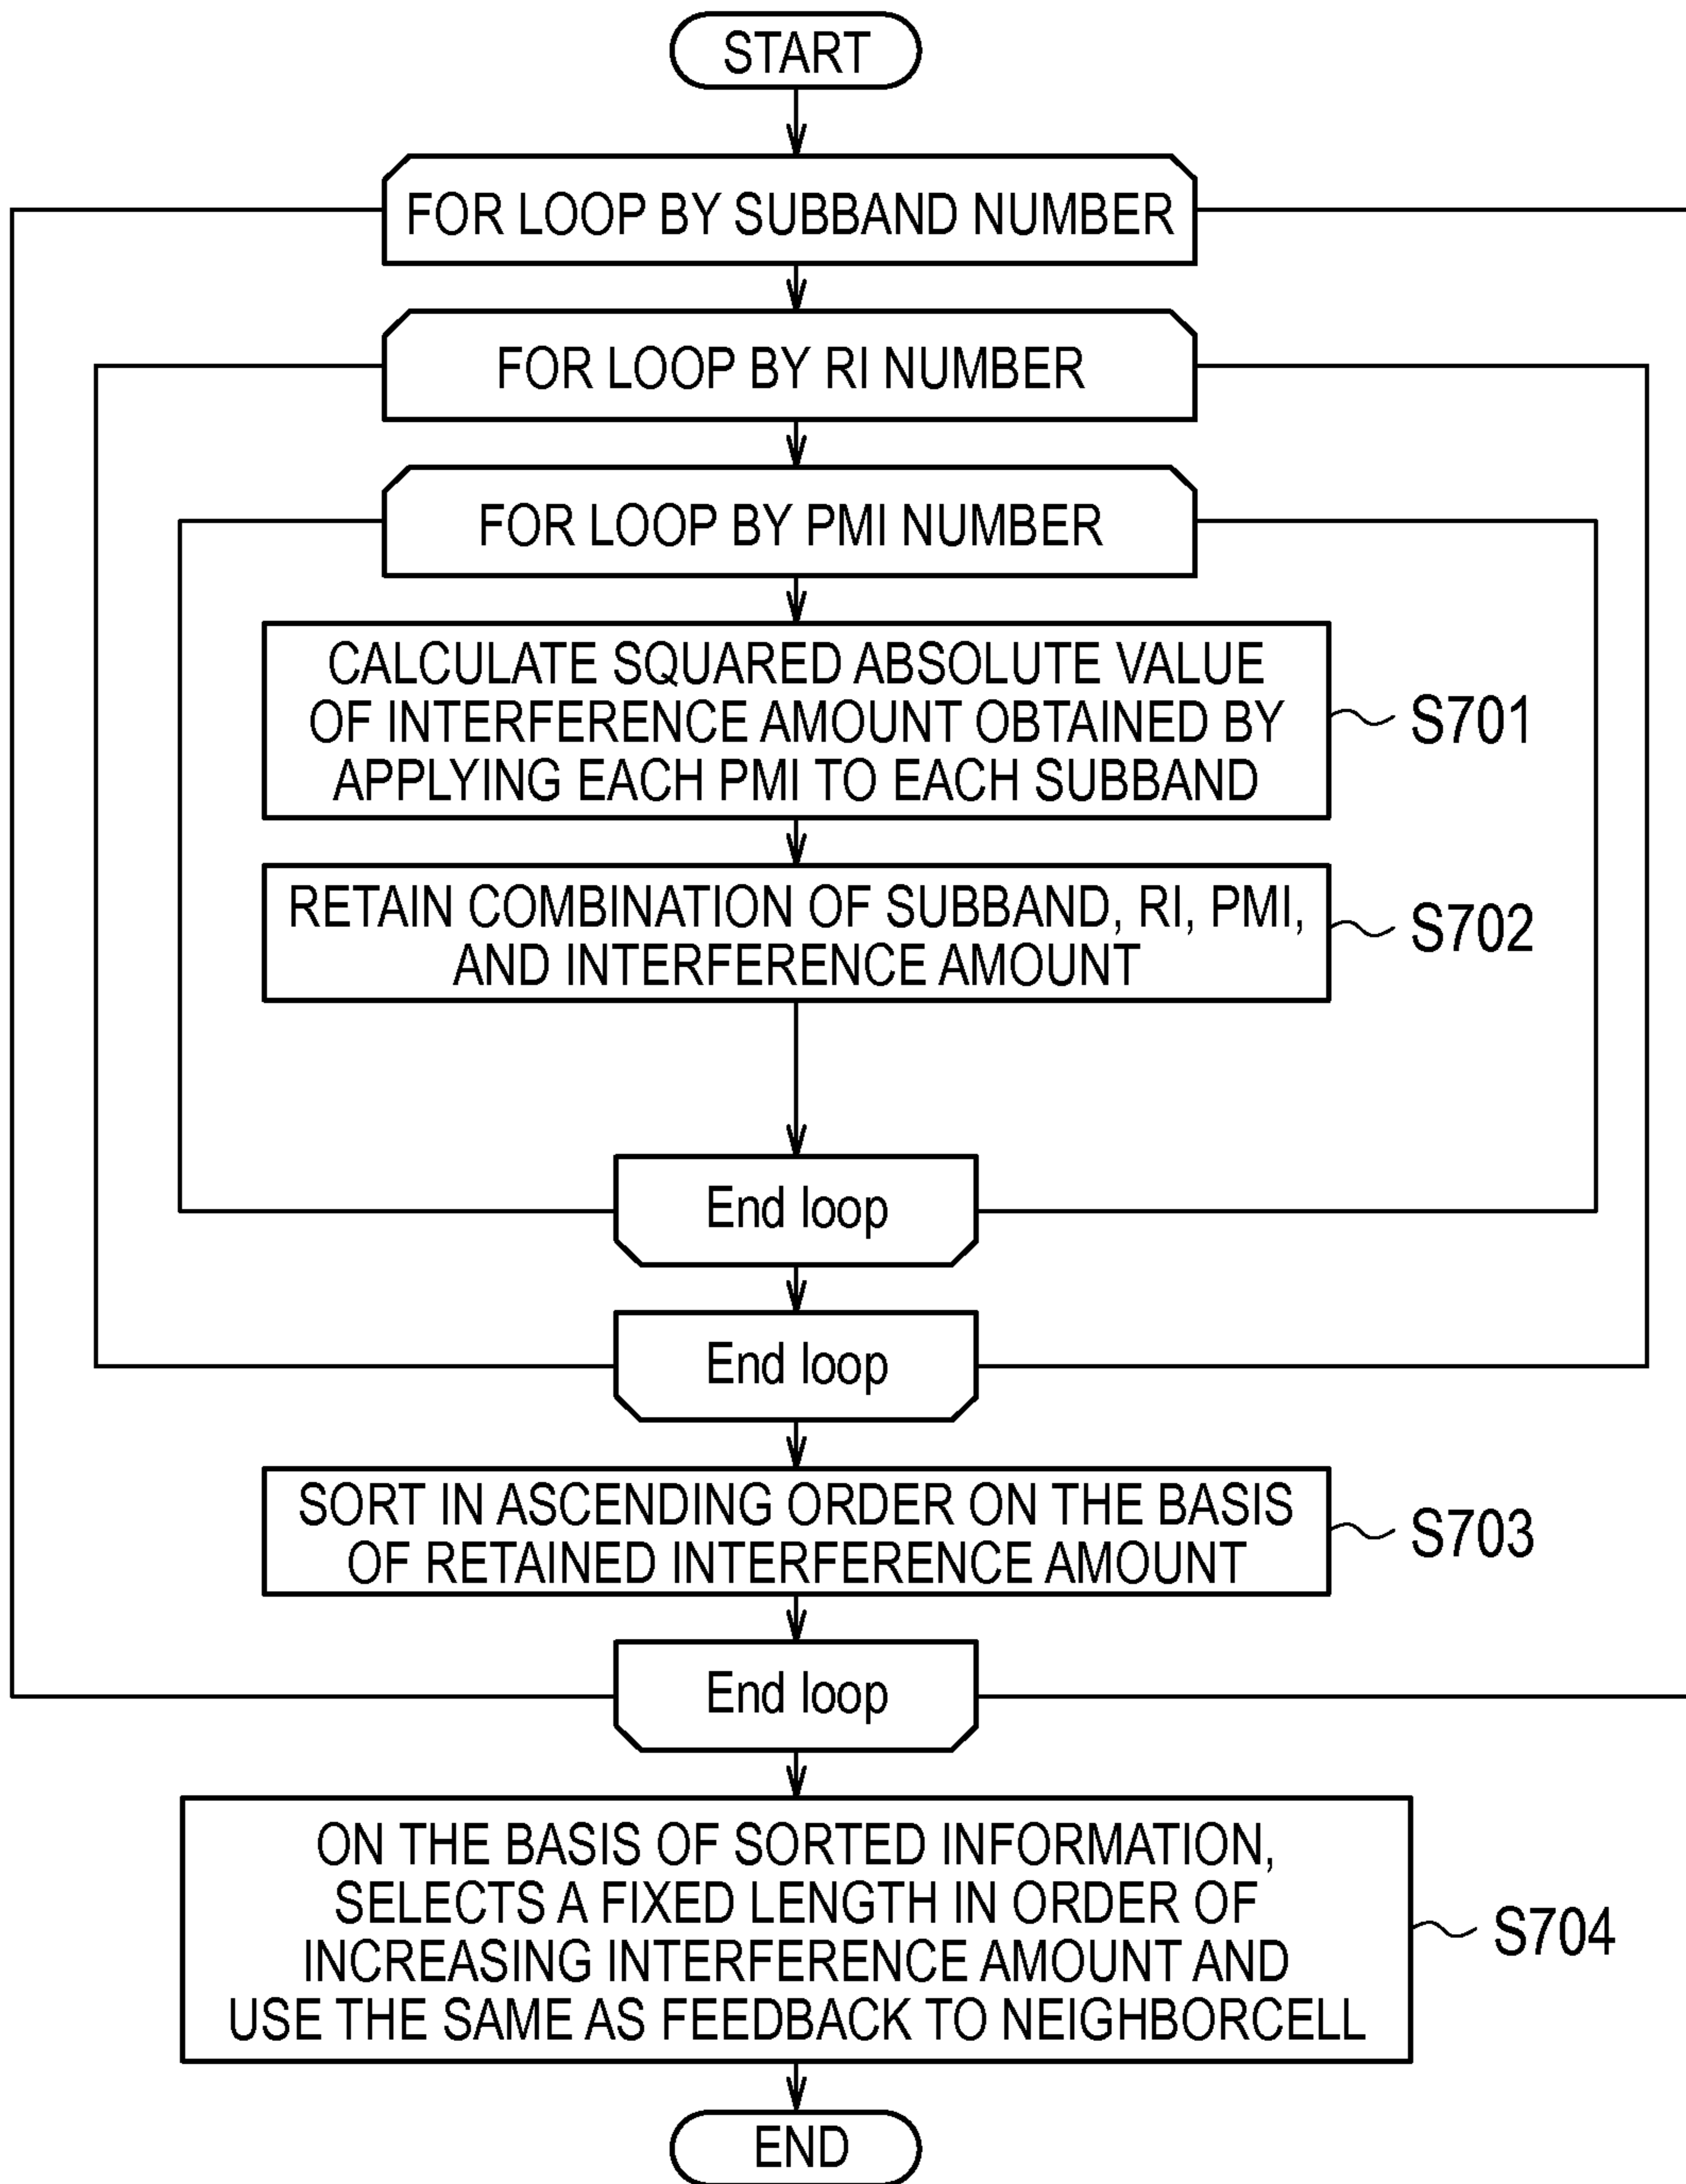 START
FOR LOOP BY SUBBAND NUMBER
FOR LOOP BY RI NUMBER
FOR LOOP BY PMI NUMBER
CALCULATE SQUARED ABSOLUTE VALUE
OF INTERFERENCE AMOUNT OBTAINED BY
APPLYING EACH PMI TO EACH SUBBAND
S701
RETAIN COMBINATION OF SUBBAND, RI, PMI,
AND INTERFERENCE AMOUNT
S702
End loop
End loop
SORT IN ASCENDING ORDER ON THE BASIS
OF RETAINED INTERFERENCE AMOUNT
S703
End loop
ON THE BASIS OF SORTED INFORMATION,
SELECTS A FIXED LENGTH IN ORDER OF
INCREASING INTERFERENCE AMOUNT AND
USE THE SAME AS FEEDBACK TO NEIGHBORCELL
S704
END